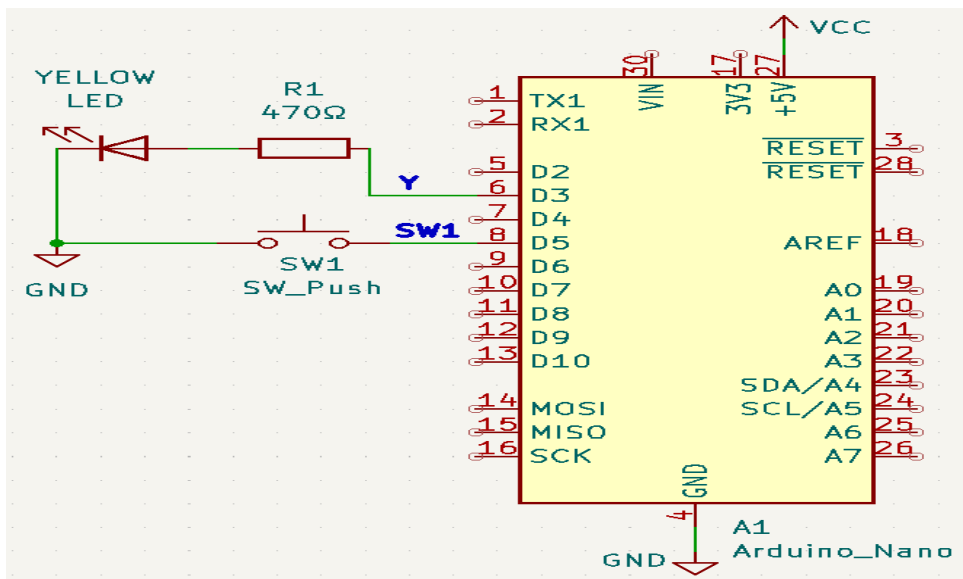 VCC
YELLOW
LED
R1
470Ω
30
17
27
VIN
3V3
+5V
1
TX1
2
RX1
RESET
3
RESET
28
5
D2
Y
6
D3
7
D4
SW1
8
D5
AREF
18
9
D6
SW1
SW_Push
GND
10
D7
A0
19
11
D8
A1
20
12
D9
A2
21
13
D10
A3
22
SDA/A4
23
14
MOSI
SCL/A5
24
15
MISO
A6
25
16
SCK
A7
26
GND
4
A1
Arduino_Nano
GND